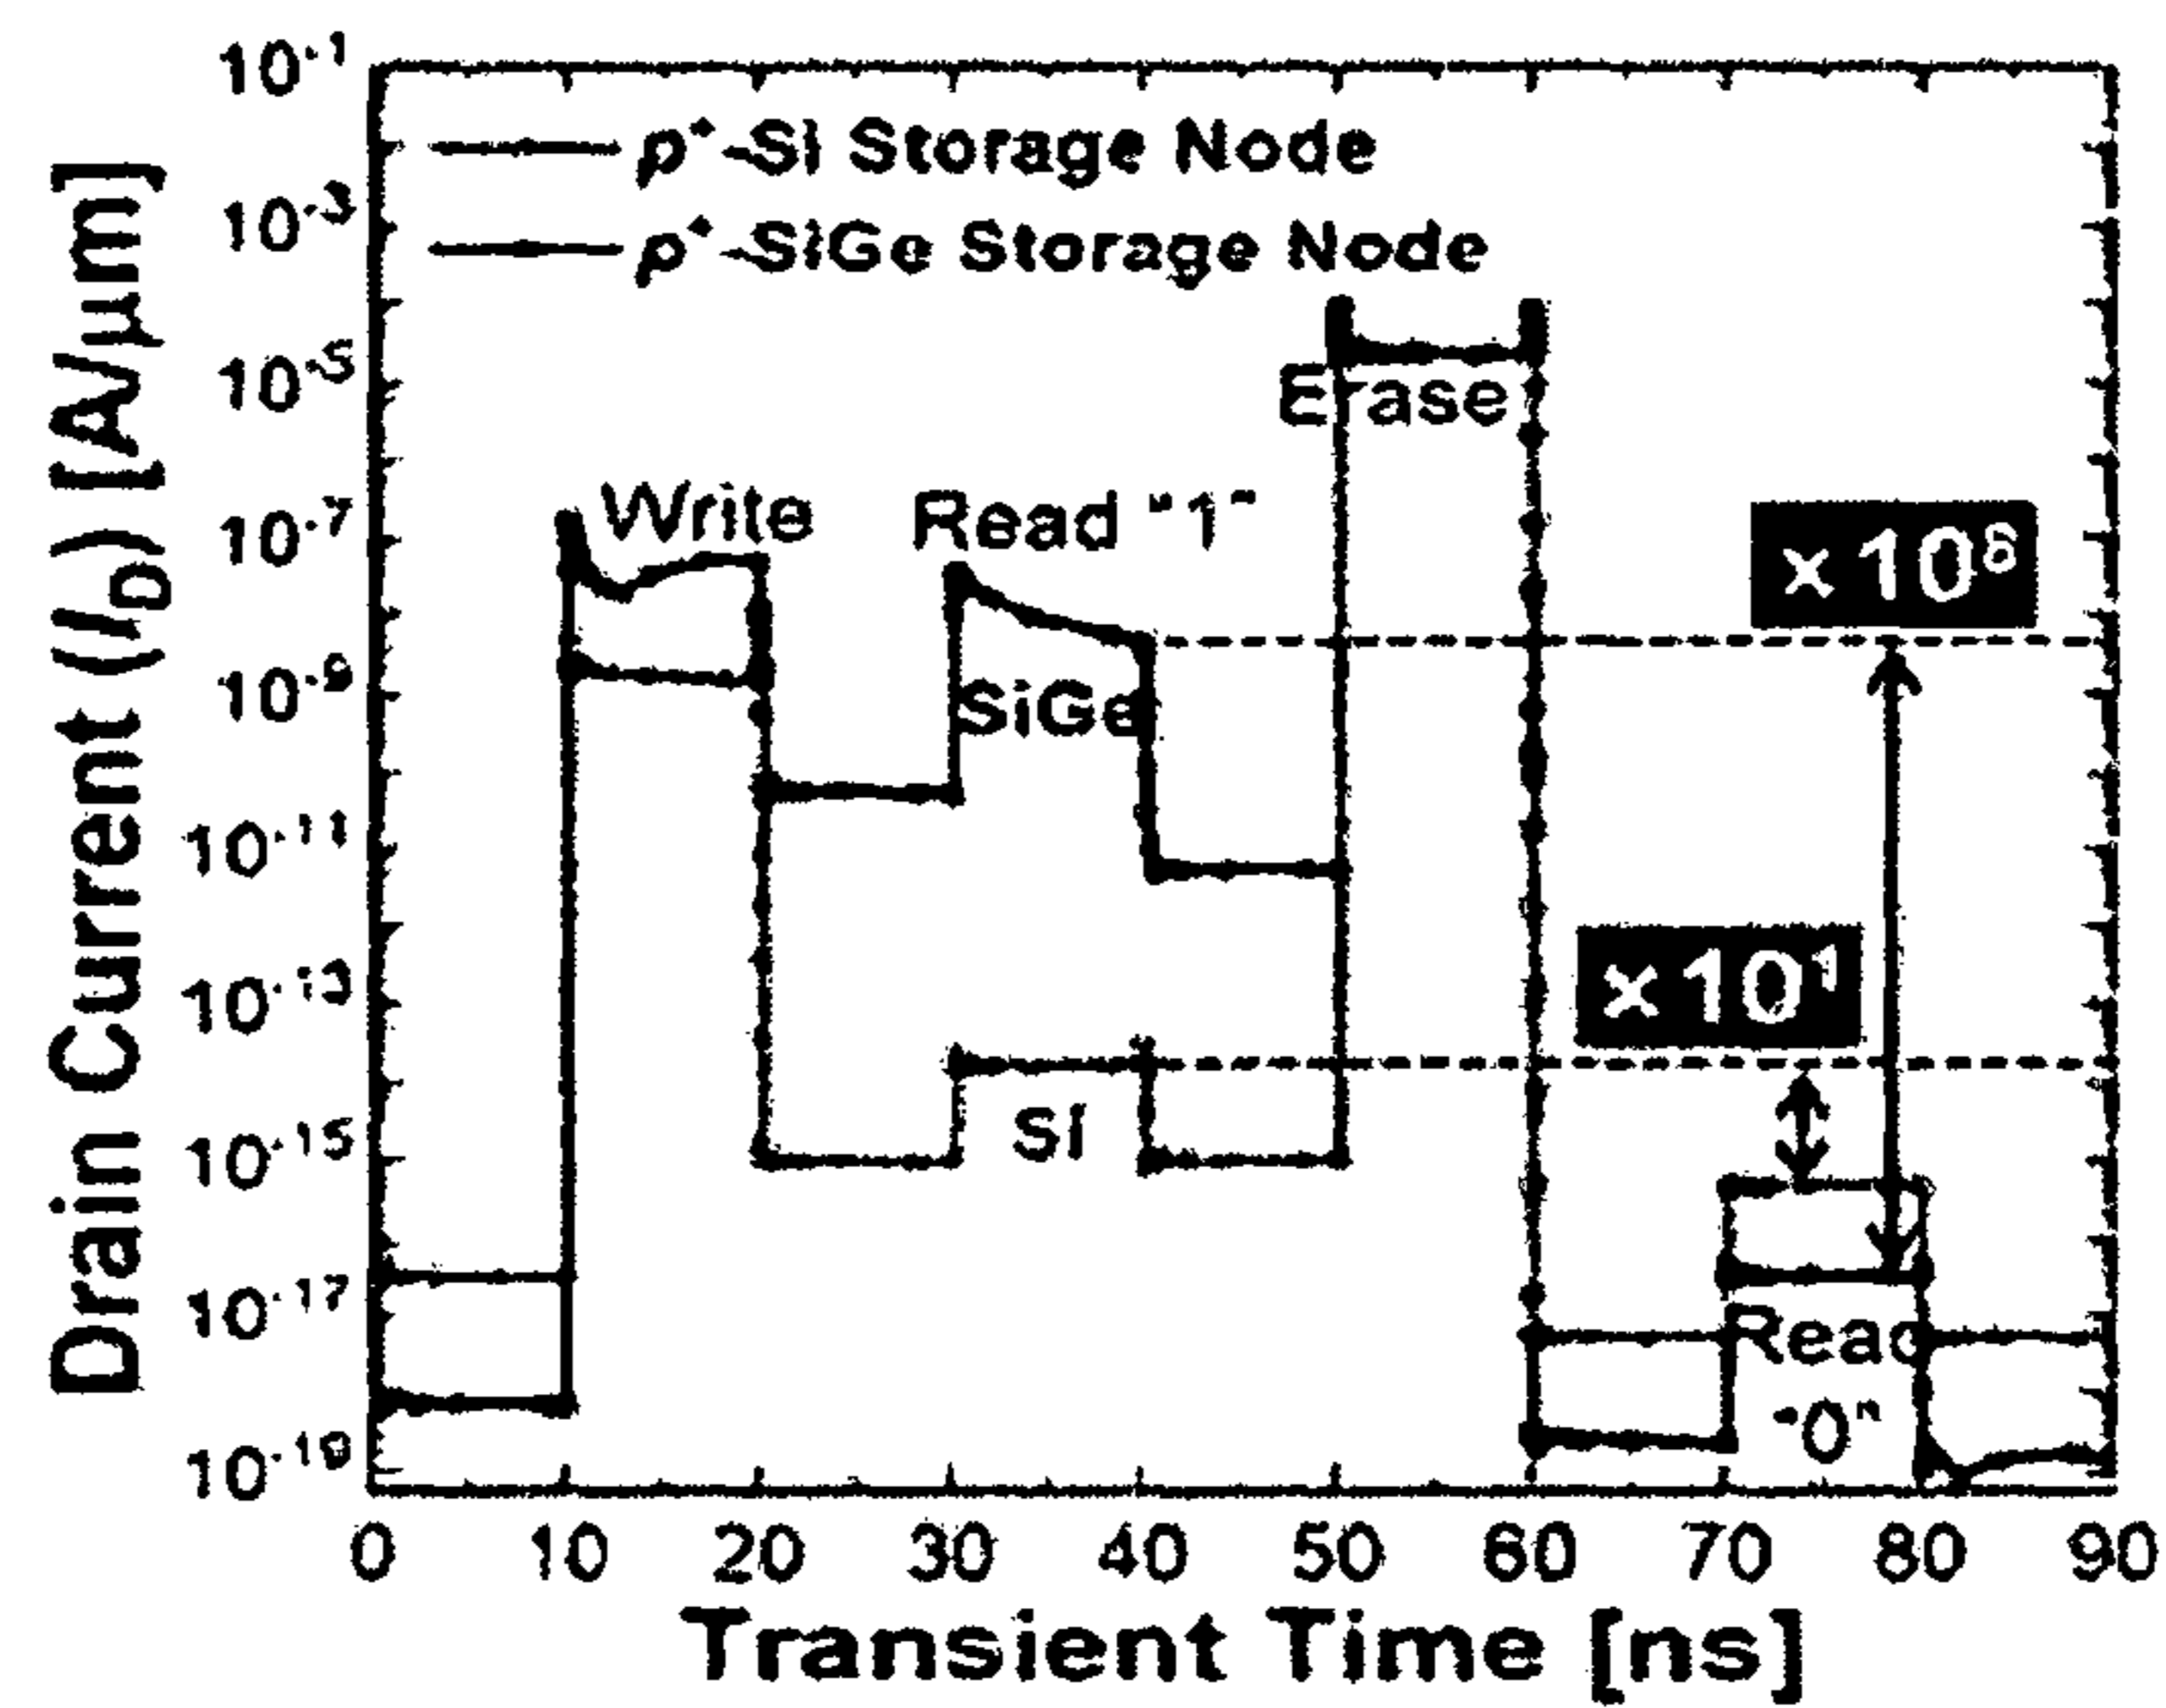 Drain Current (I_D) [A/μm]
10⁻¹
10⁻³
10⁻⁵
10⁻⁷
10⁻⁹
10⁻¹¹
10⁻¹³
10⁻¹⁵
10⁻¹⁷
10⁻¹⁹
p⁺-Si Storage Node
p⁺-SiGe Storage Node
Erase
Write
Read "1"
× 10⁸
SiGe
× 10¹
Si
Read
"0"
0 10 20 30 40 50 60 70 80 90
Transient Time [ns]